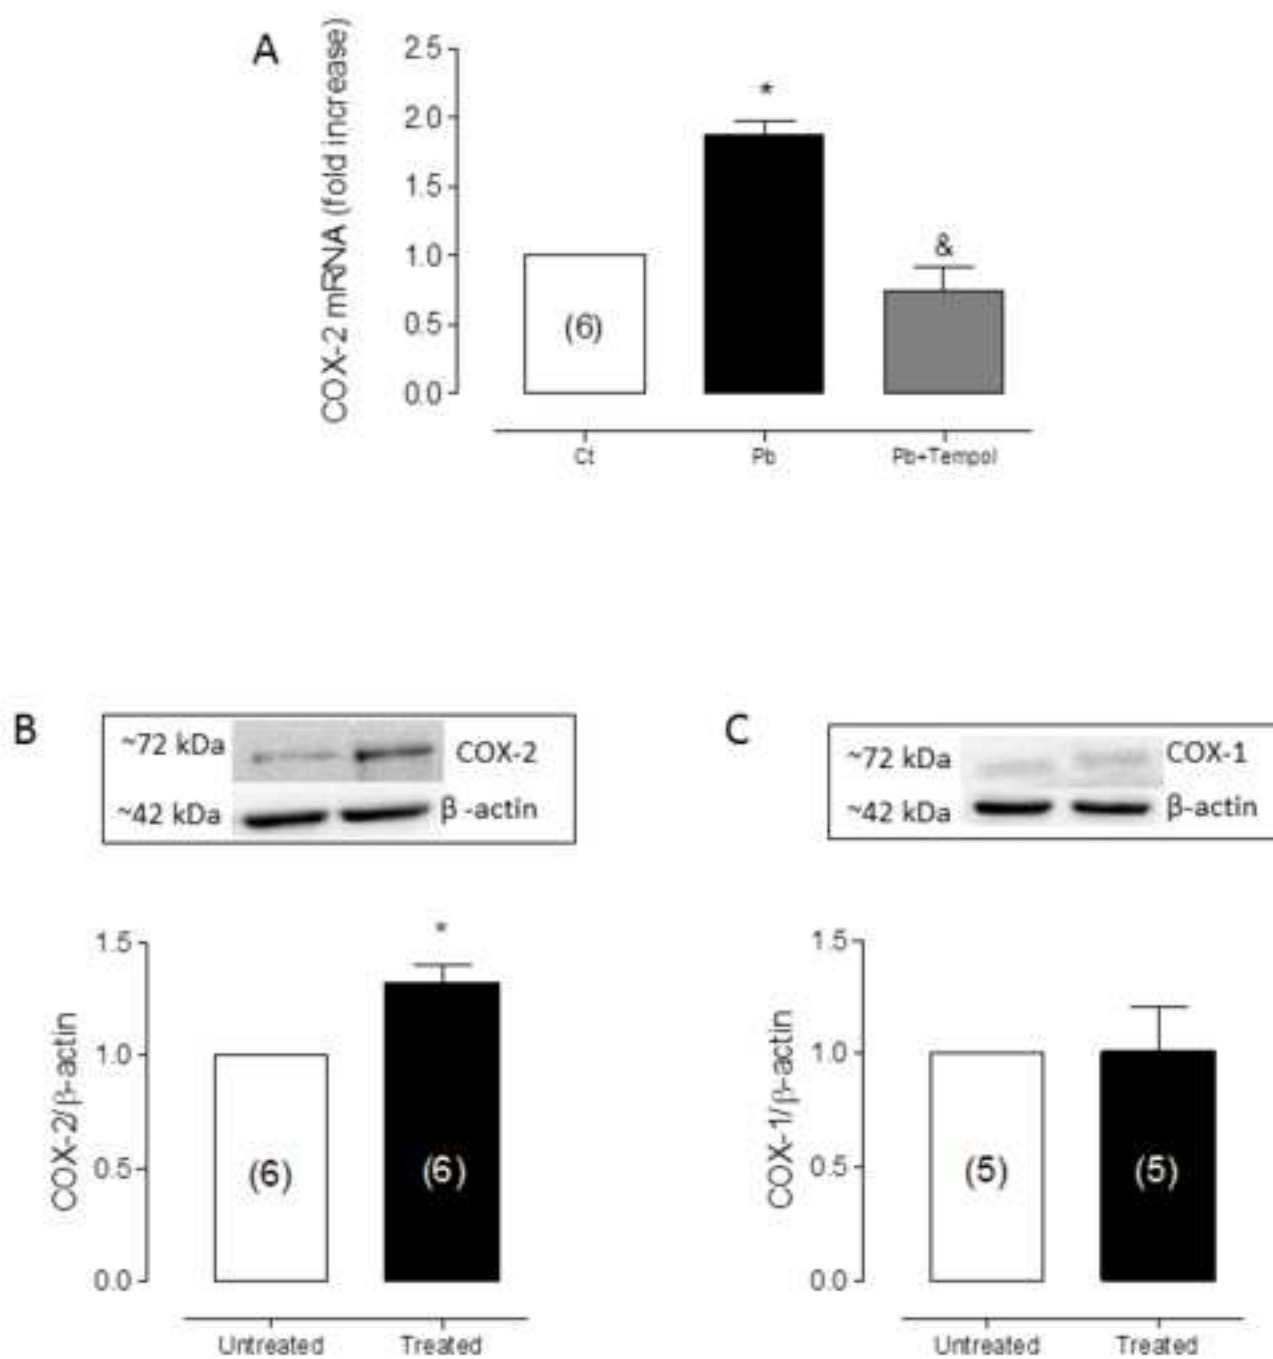 A
COX-2 mRNA (fold increase)
2.5
*
2.0
1.5
1.0
&
0.5
(6)
0.0
Ct Pb Pb+Tempol
B
~72 kDa COX-2
~42 kDa β -actin
COX-2/β-actin
1.5
*
1.0
0.5
(6) (6)
0.0
Untreated Treated
C
~72 kDa COX-1
~42 kDa β-actin
COX-1/β-actin
1.5
1.0
0.5
(5) (5)
0.0
Untreated Treated